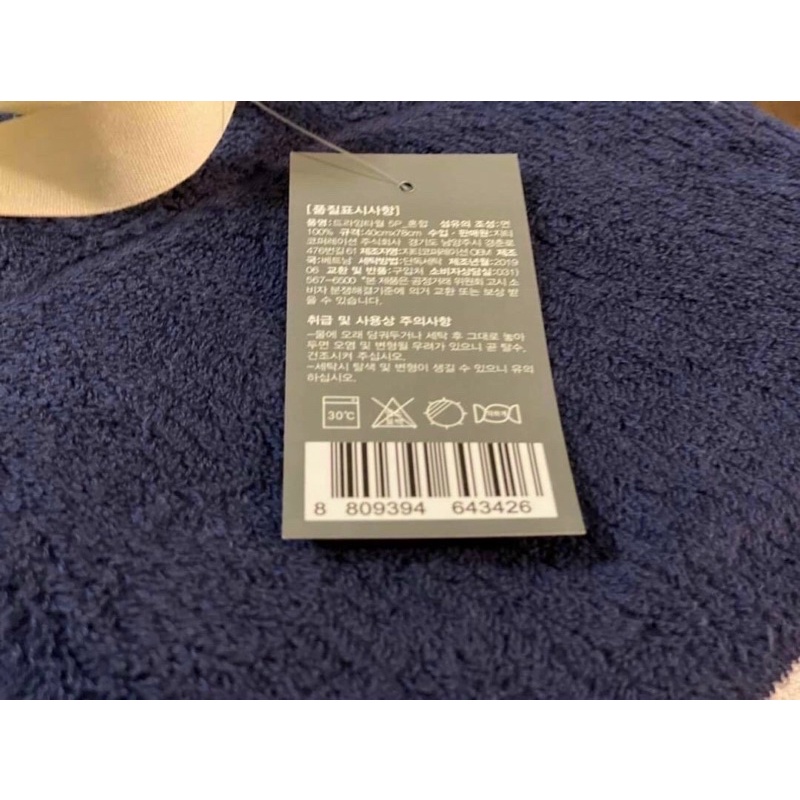 [품질표시사항]
품명:드라잉타월 5P_혼합 섬유의 조성:면
100% 규격:40cmx78cm 수입·판매원:지티
코퍼레이션 주식회사 경기도 남양주시 경춘로
476번길 61 제조자명:지티코퍼레이션 OEM 제조
국:베트남 세탁방법:단독세탁 제조년월:2019
06 교환 및 반품:구입처 소비자상담실:031)
567-6500 *본 제품은 공정거래 위원회 고시 소
비자 분쟁해결기준에 의거 교환 또는 보상 받
을 수 있습니다.
취급 및 사용상 주의사항
-물에 오래 담궈두거나 세탁 후 그대로 놓아
두면 오염 및 변형될 우려가 있으니 곧 탈수,
건조시켜 주십시오.
-세탁시 탈색 및 변형이 생길 수 있으니 유의
하십시오.
30℃
8 809394 643426